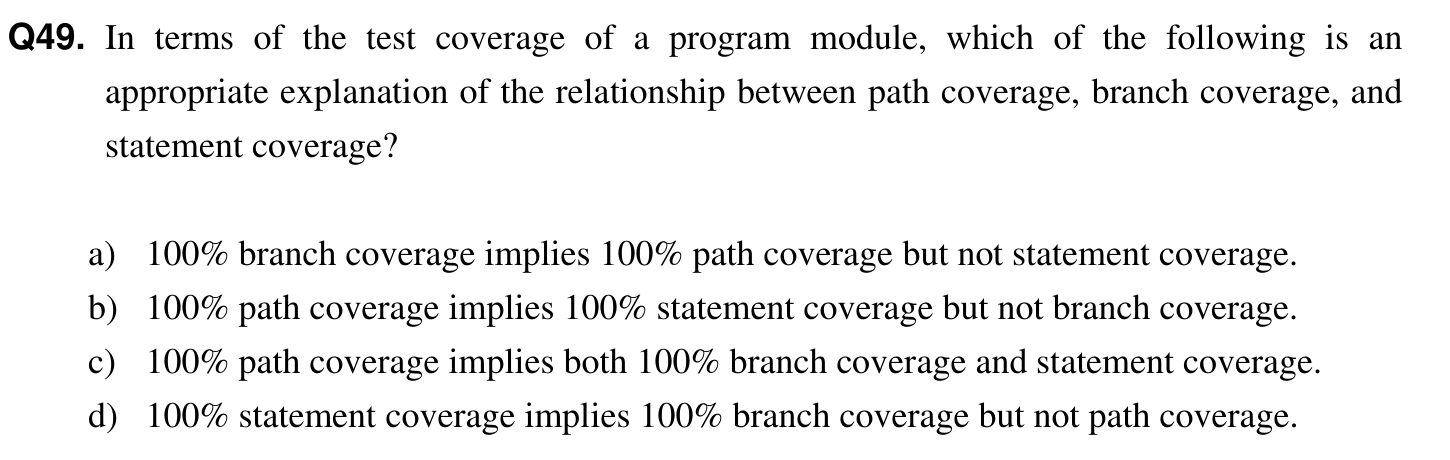 Q49. In terms of the test coverage of a program module, which of the following is an
appropriate explanation of the relationship between path coverage, branch coverage, and
statement coverage?
a) 100% branch coverage implies 100% path coverage but not statement coverage.
b) 100% path coverage implies 100% statement coverage but not branch coverage.
c) 100% path coverage implies both 100% branch coverage and statement coverage.
d) 100% statement coverage implies 100% branch coverage but not path coverage.